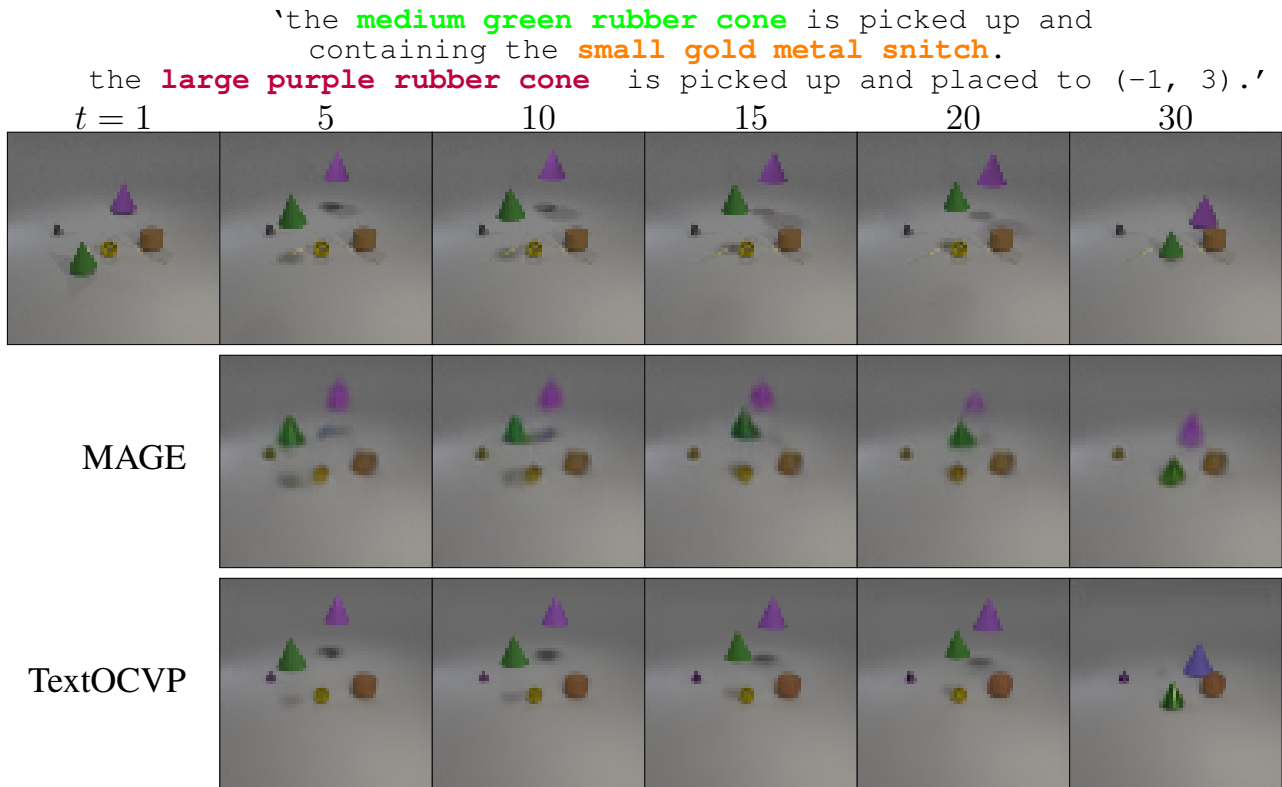 ‘the medium green rubber cone is picked up and
containing the small gold metal snitch.
the large purple rubber cone is picked up and placed to (-1, 3).’
t = 1 5 10 15 20 30
MAGE
TextOCVP